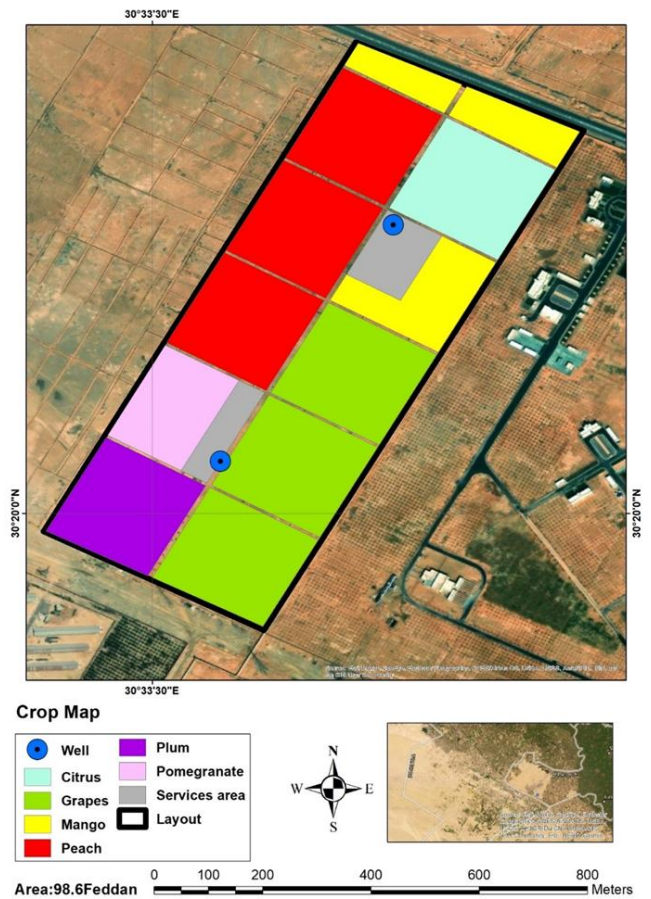 30°33'30"E
30°20'0"N
30°20'0"N
30°33'30"E
Crop Map
Well
Citrus
Grapes
Mango
Peach
Plum
Pomegranate
Services area
Layout
N
W E
S
Area:98.6Feddan
0 100 200 400 600 800
Meters